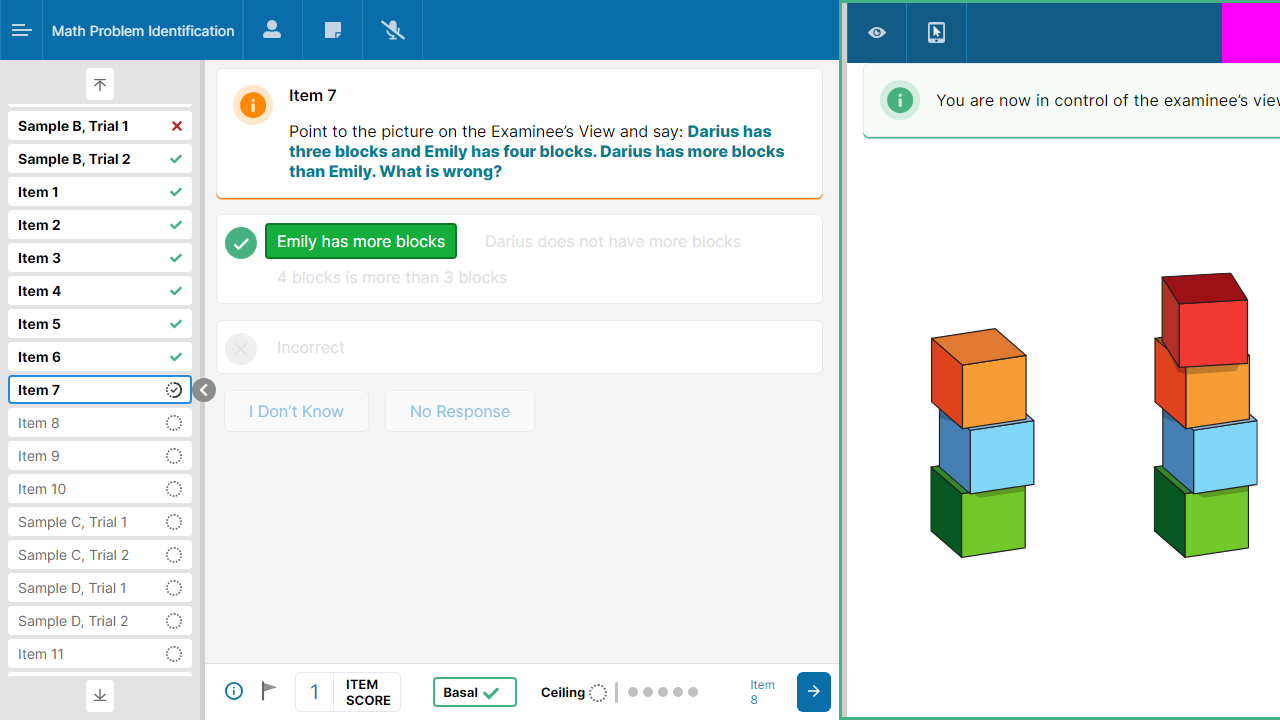 Math Problem Identification
Sample B, Trial 1
Sample B, Trial 2
Item 1
Item 2
Item 3
Item 4
Item 5
Item 6
Item 7
Item 8
Item 9
Item 10
Sample C, Trial 1
Sample C, Trial 2
Sample D, Trial 1
Sample D, Trial 2
Item 11
Item 7
Point to the picture on the Examinee’s View and say: Darius has
three blocks and Emily has four blocks. Darius has more blocks
than Emily. What is wrong?
Emily has more blocks
Darius does not have more blocks
4 blocks is more than 3 blocks
Incorrect
I Don’t Know
No Response
1
ITEM
SCORE
Basal
Ceiling
Item
8
You are now in control of the examinee’s